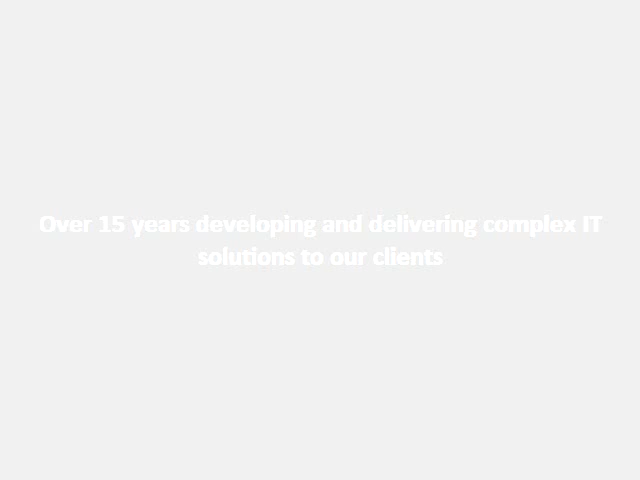 Over 15 years developing and delivering complex IT
solutions to our clients